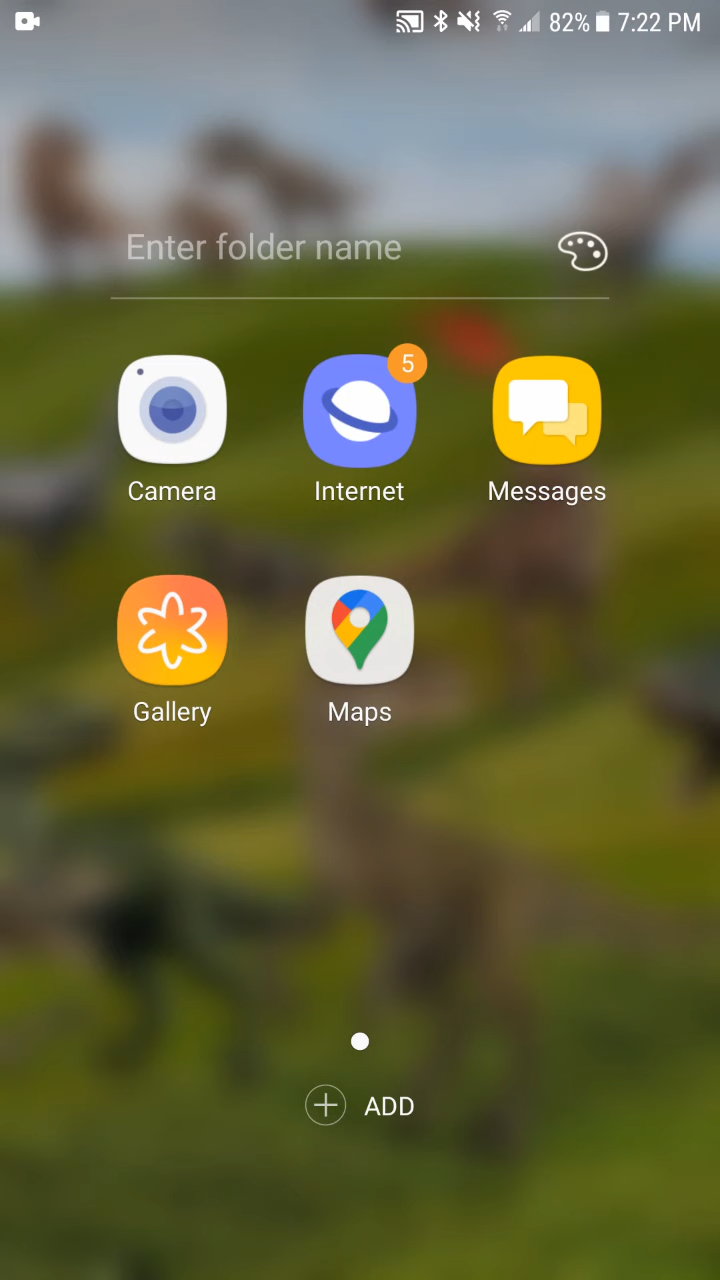 82% 7:22 PM
Enter folder name
5
Camera Internet Messages
Gallery Maps
ADD